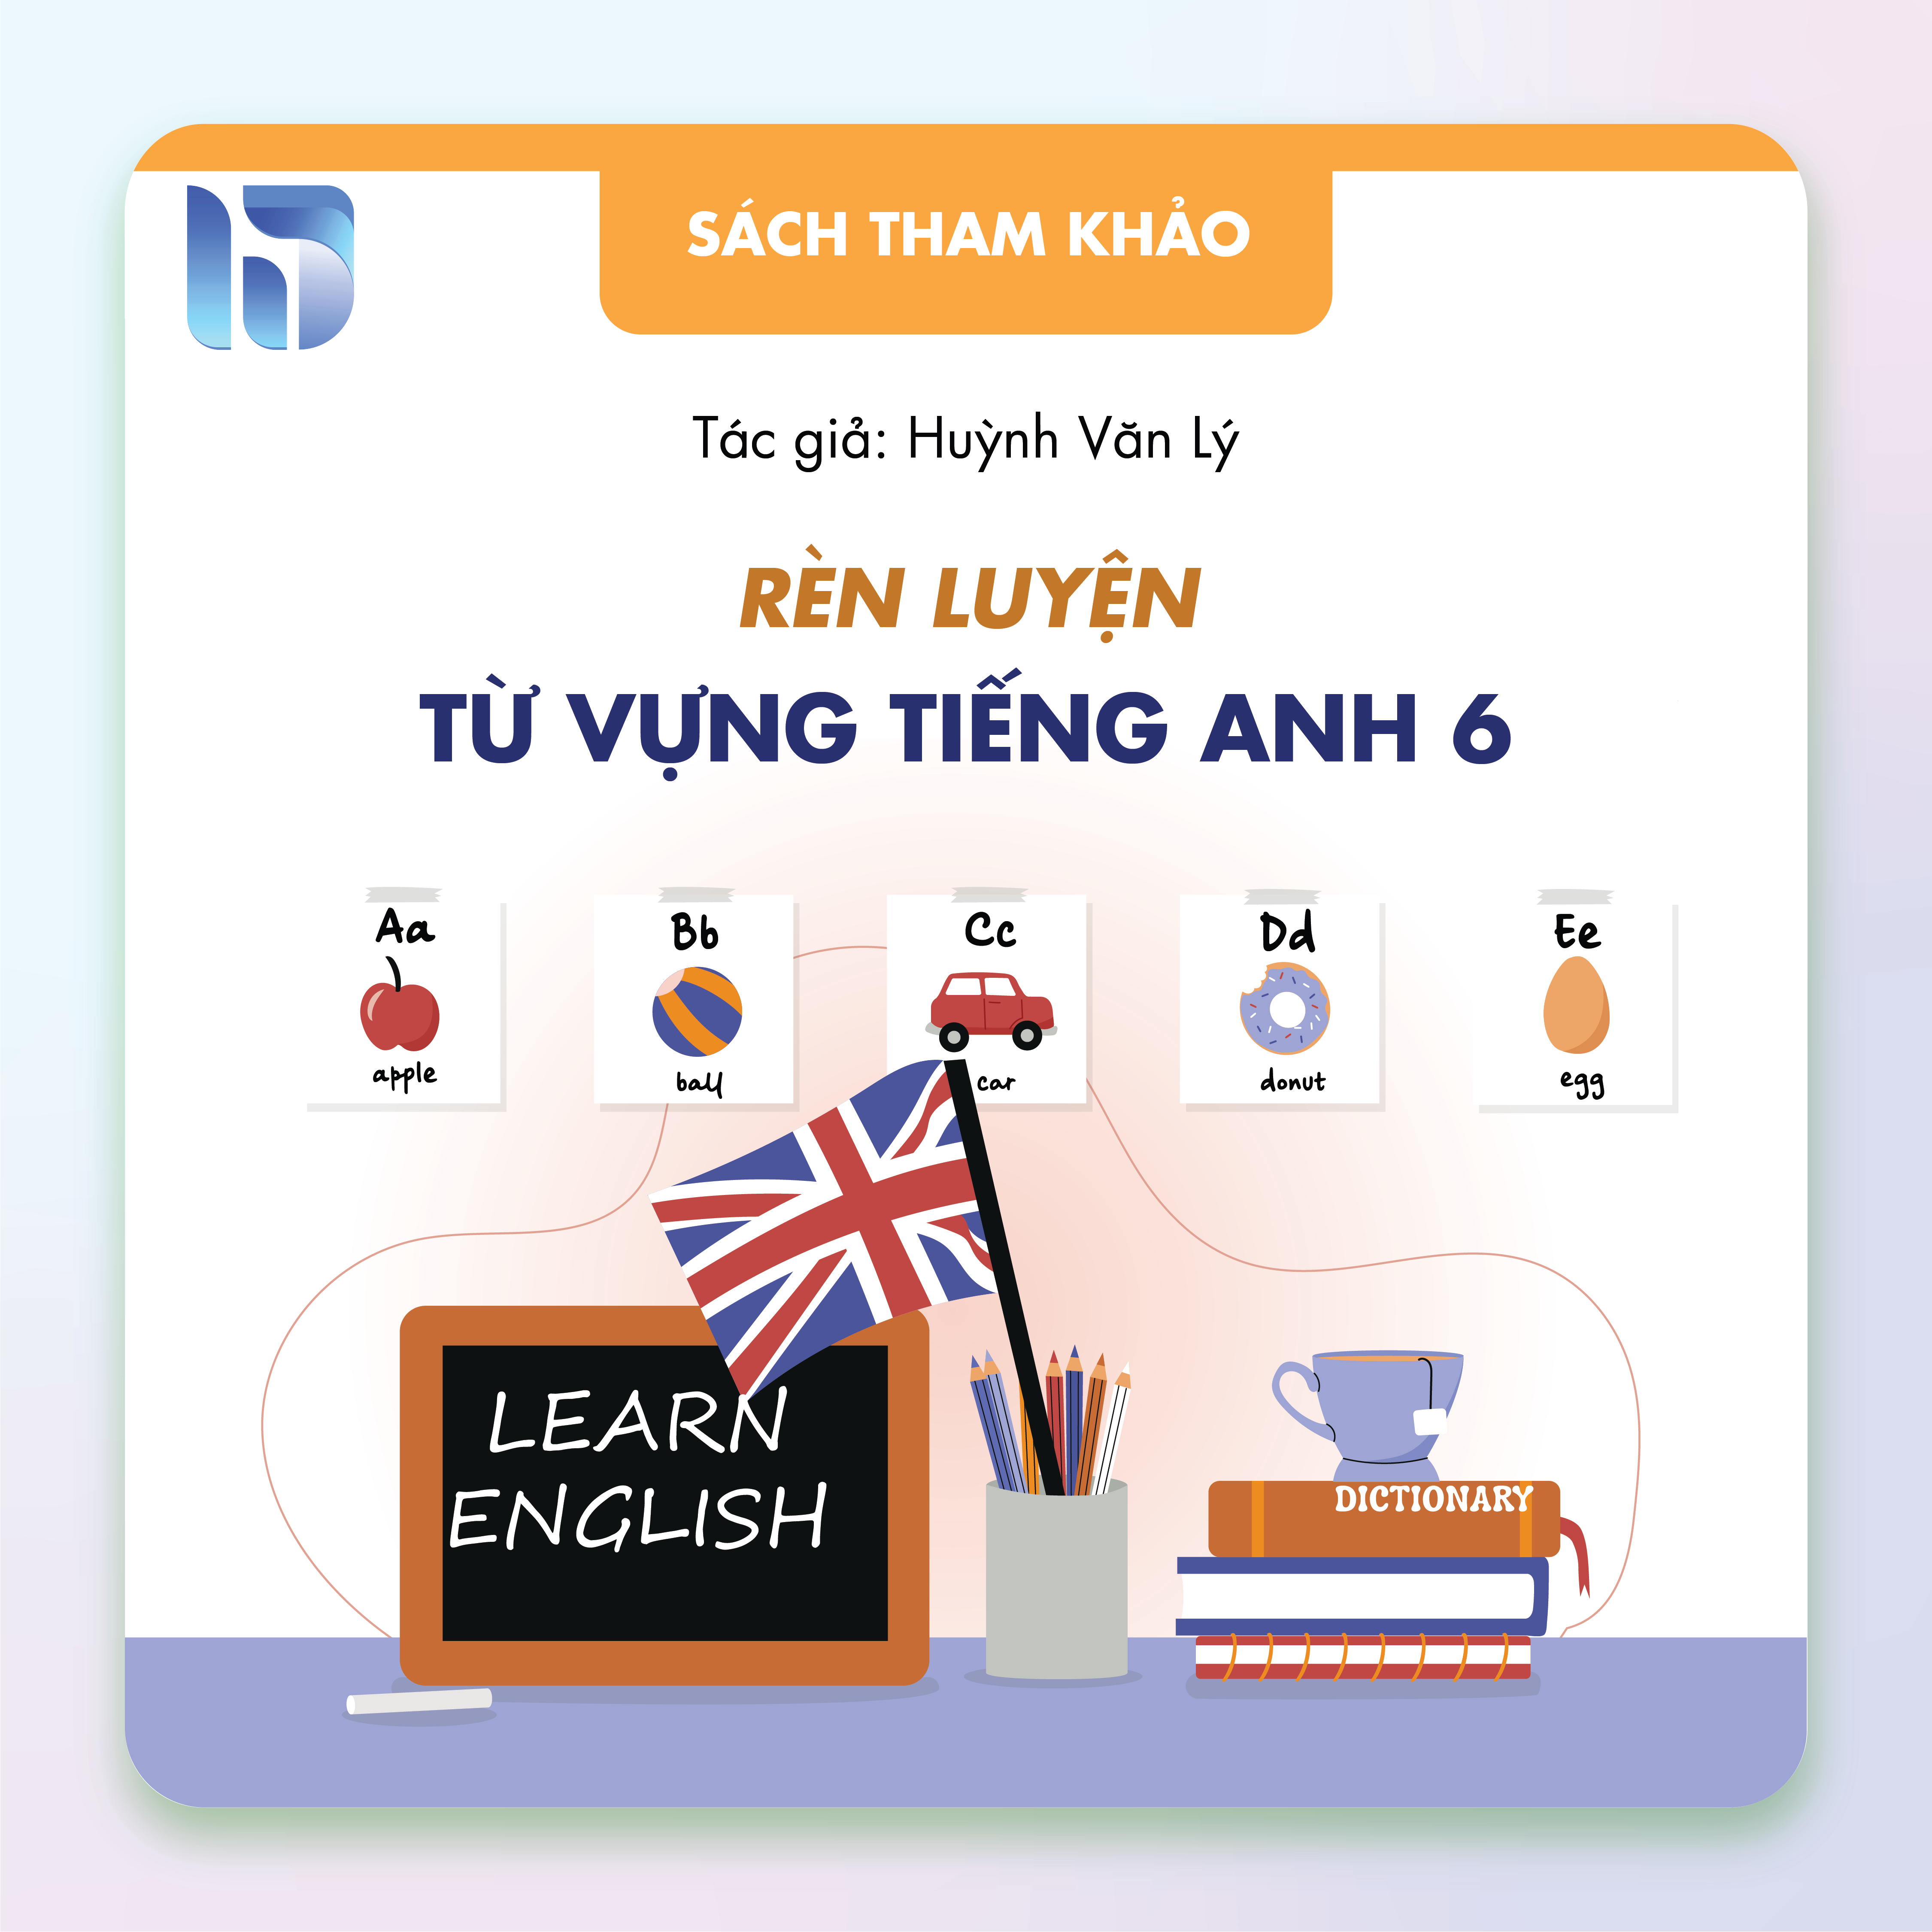 SÁCH THAM KHẢO
Tác giả: Huỳnh Văn Lý
RÈN LUYỆN
TỪ VỰNG TIẾNG ANH 6
Aa
apple
Bb
ball
Cc
car
Dd
donut
Ee
egg
LEARN
ENGLISH
DICTIONARY